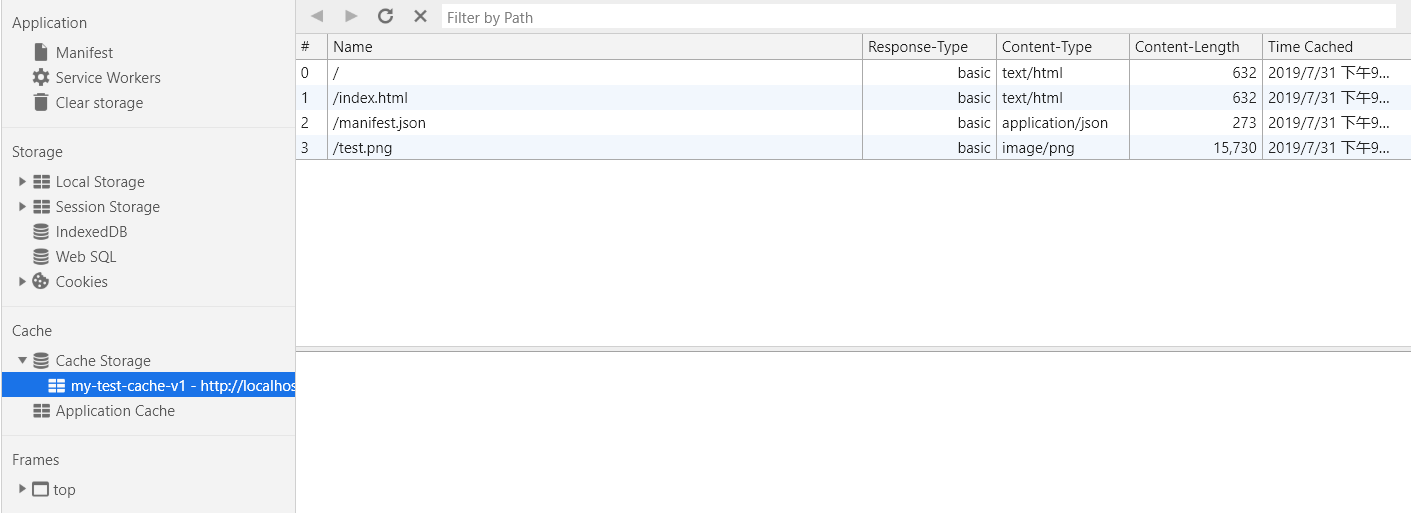 Application
Manifest
Service Workers
Clear storage
Storage
Local Storage
Session Storage
IndexedDB
Web SQL
Cookies
Cache
Cache Storage
my-test-cache-v1 - http://localhos
Application Cache
Frames
top
Filter by Path
# Name Response-Type Content-Type Content-Length Time Cached
0 / basic text/html 632 2019/7/31 下午9...
1 /index.html basic text/html 632 2019/7/31 下午9...
2 /manifest.json basic application/json 273 2019/7/31 下午9...
3 /test.png basic image/png 15,730 2019/7/31 下午9...